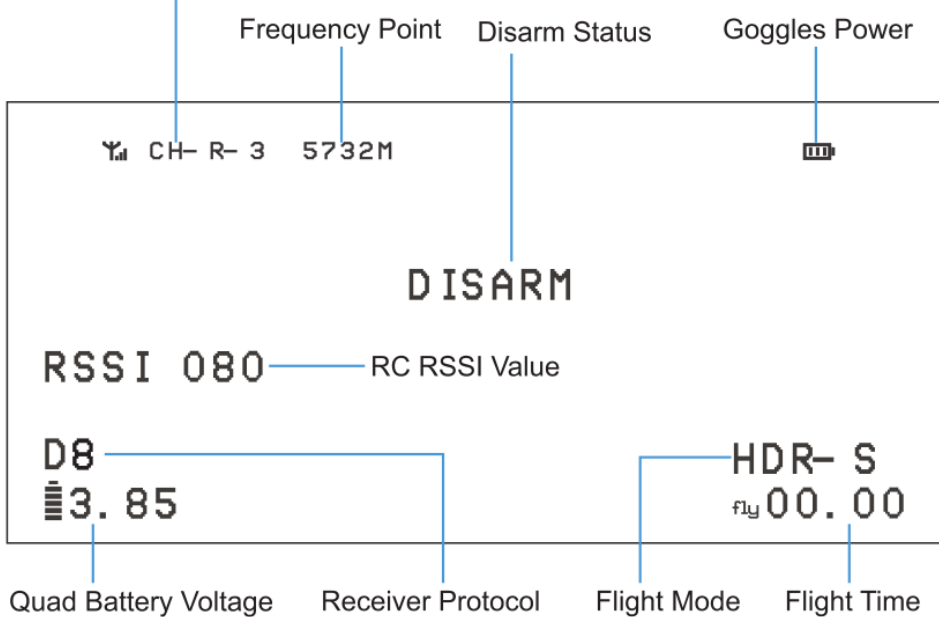 Frequency Point Disarm Status Goggles Power
CH- R- 3 5732M
DISARM
RSSI 080 RC RSSI Value
D8 HDR- S
3.85 fly 00.00
Quad Battery Voltage Receiver Protocol Flight Mode Flight Time